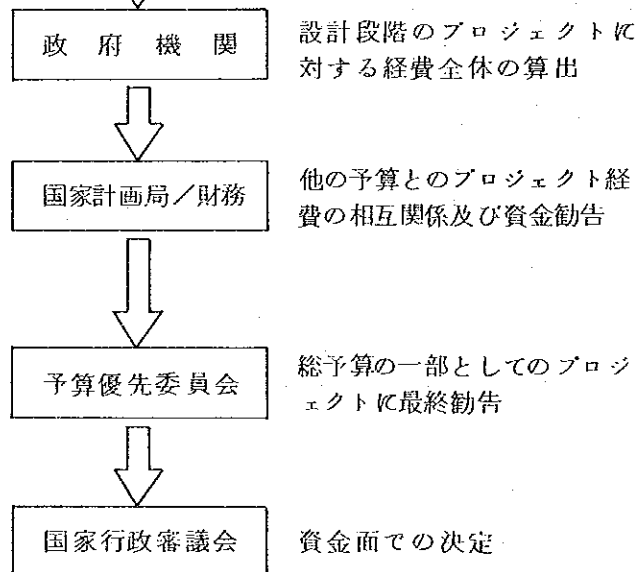 政府機関
設計段階のプロジェクトに
対する経費全体の算出
国家計画局／財務
他の予算とのプロジェクト経
費の相互関係及び資金勧告
予算優先委員会
総予算の一部としてのプロジ
ェクトに最終勧告
国家行政審議会
資金面での決定